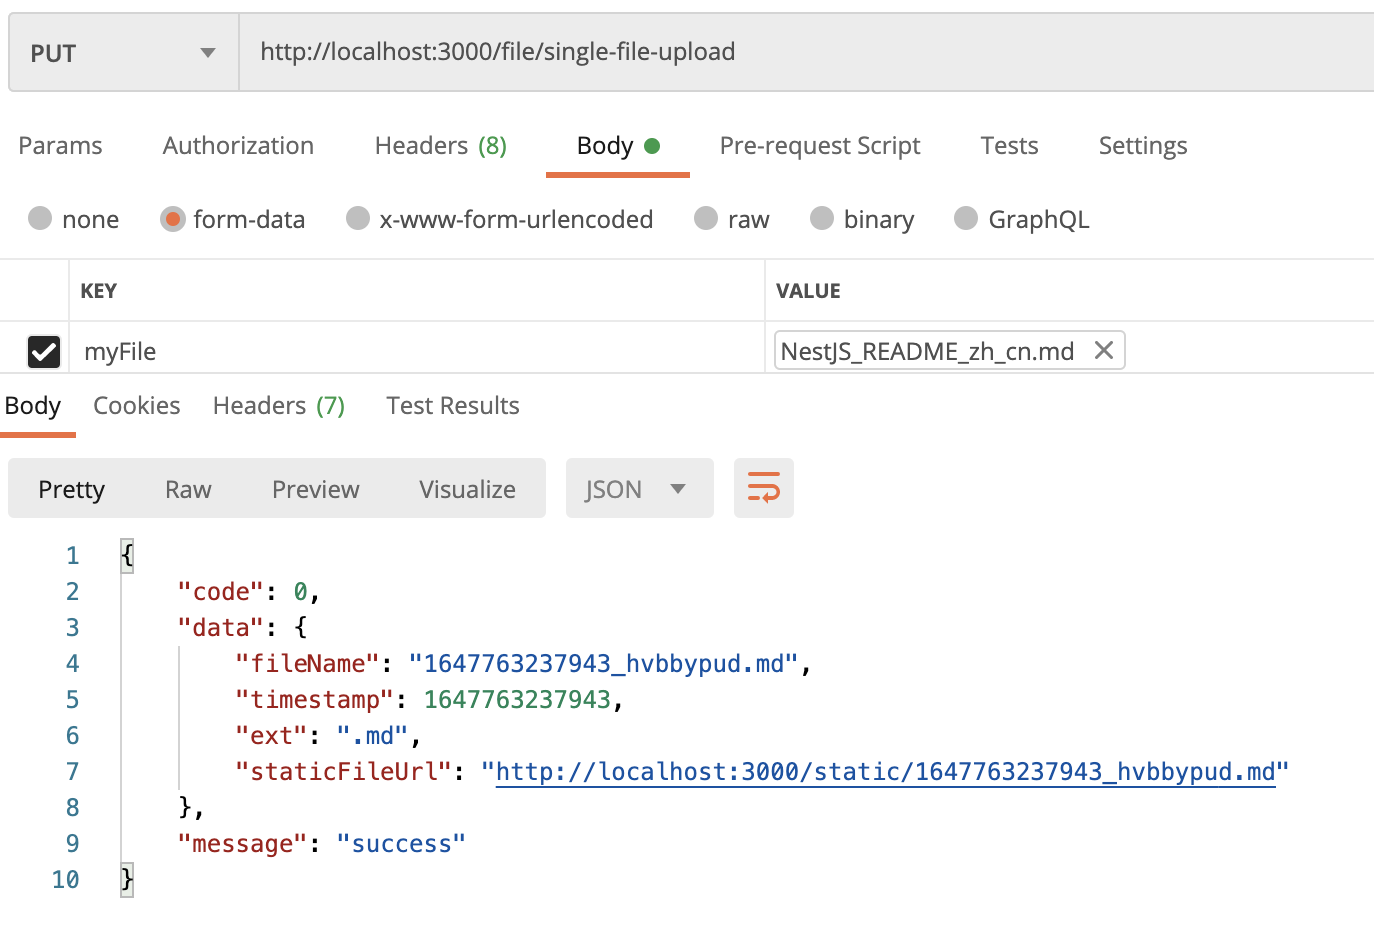 PUT http://localhost:3000/file/single-file-upload
Params Authorization Headers (8) Body Pre-request Script Tests Settings
none form-data x-www-form-urlencoded raw binary GraphQL
KEY VALUE
myFile NestJS_README_zh_cn.md
Body Cookies Headers (7) Test Results
Pretty Raw Preview Visualize JSON
1 {
2 "code": 0,
3 "data": {
4 "fileName": "1647763237943_hvbbypud.md",
5 "timestamp": 1647763237943,
6 "ext": ".md",
7 "staticFileUrl": "http://localhost:3000/static/1647763237943_hvbbypud.md"
8 },
9 "message": "success"
10 }